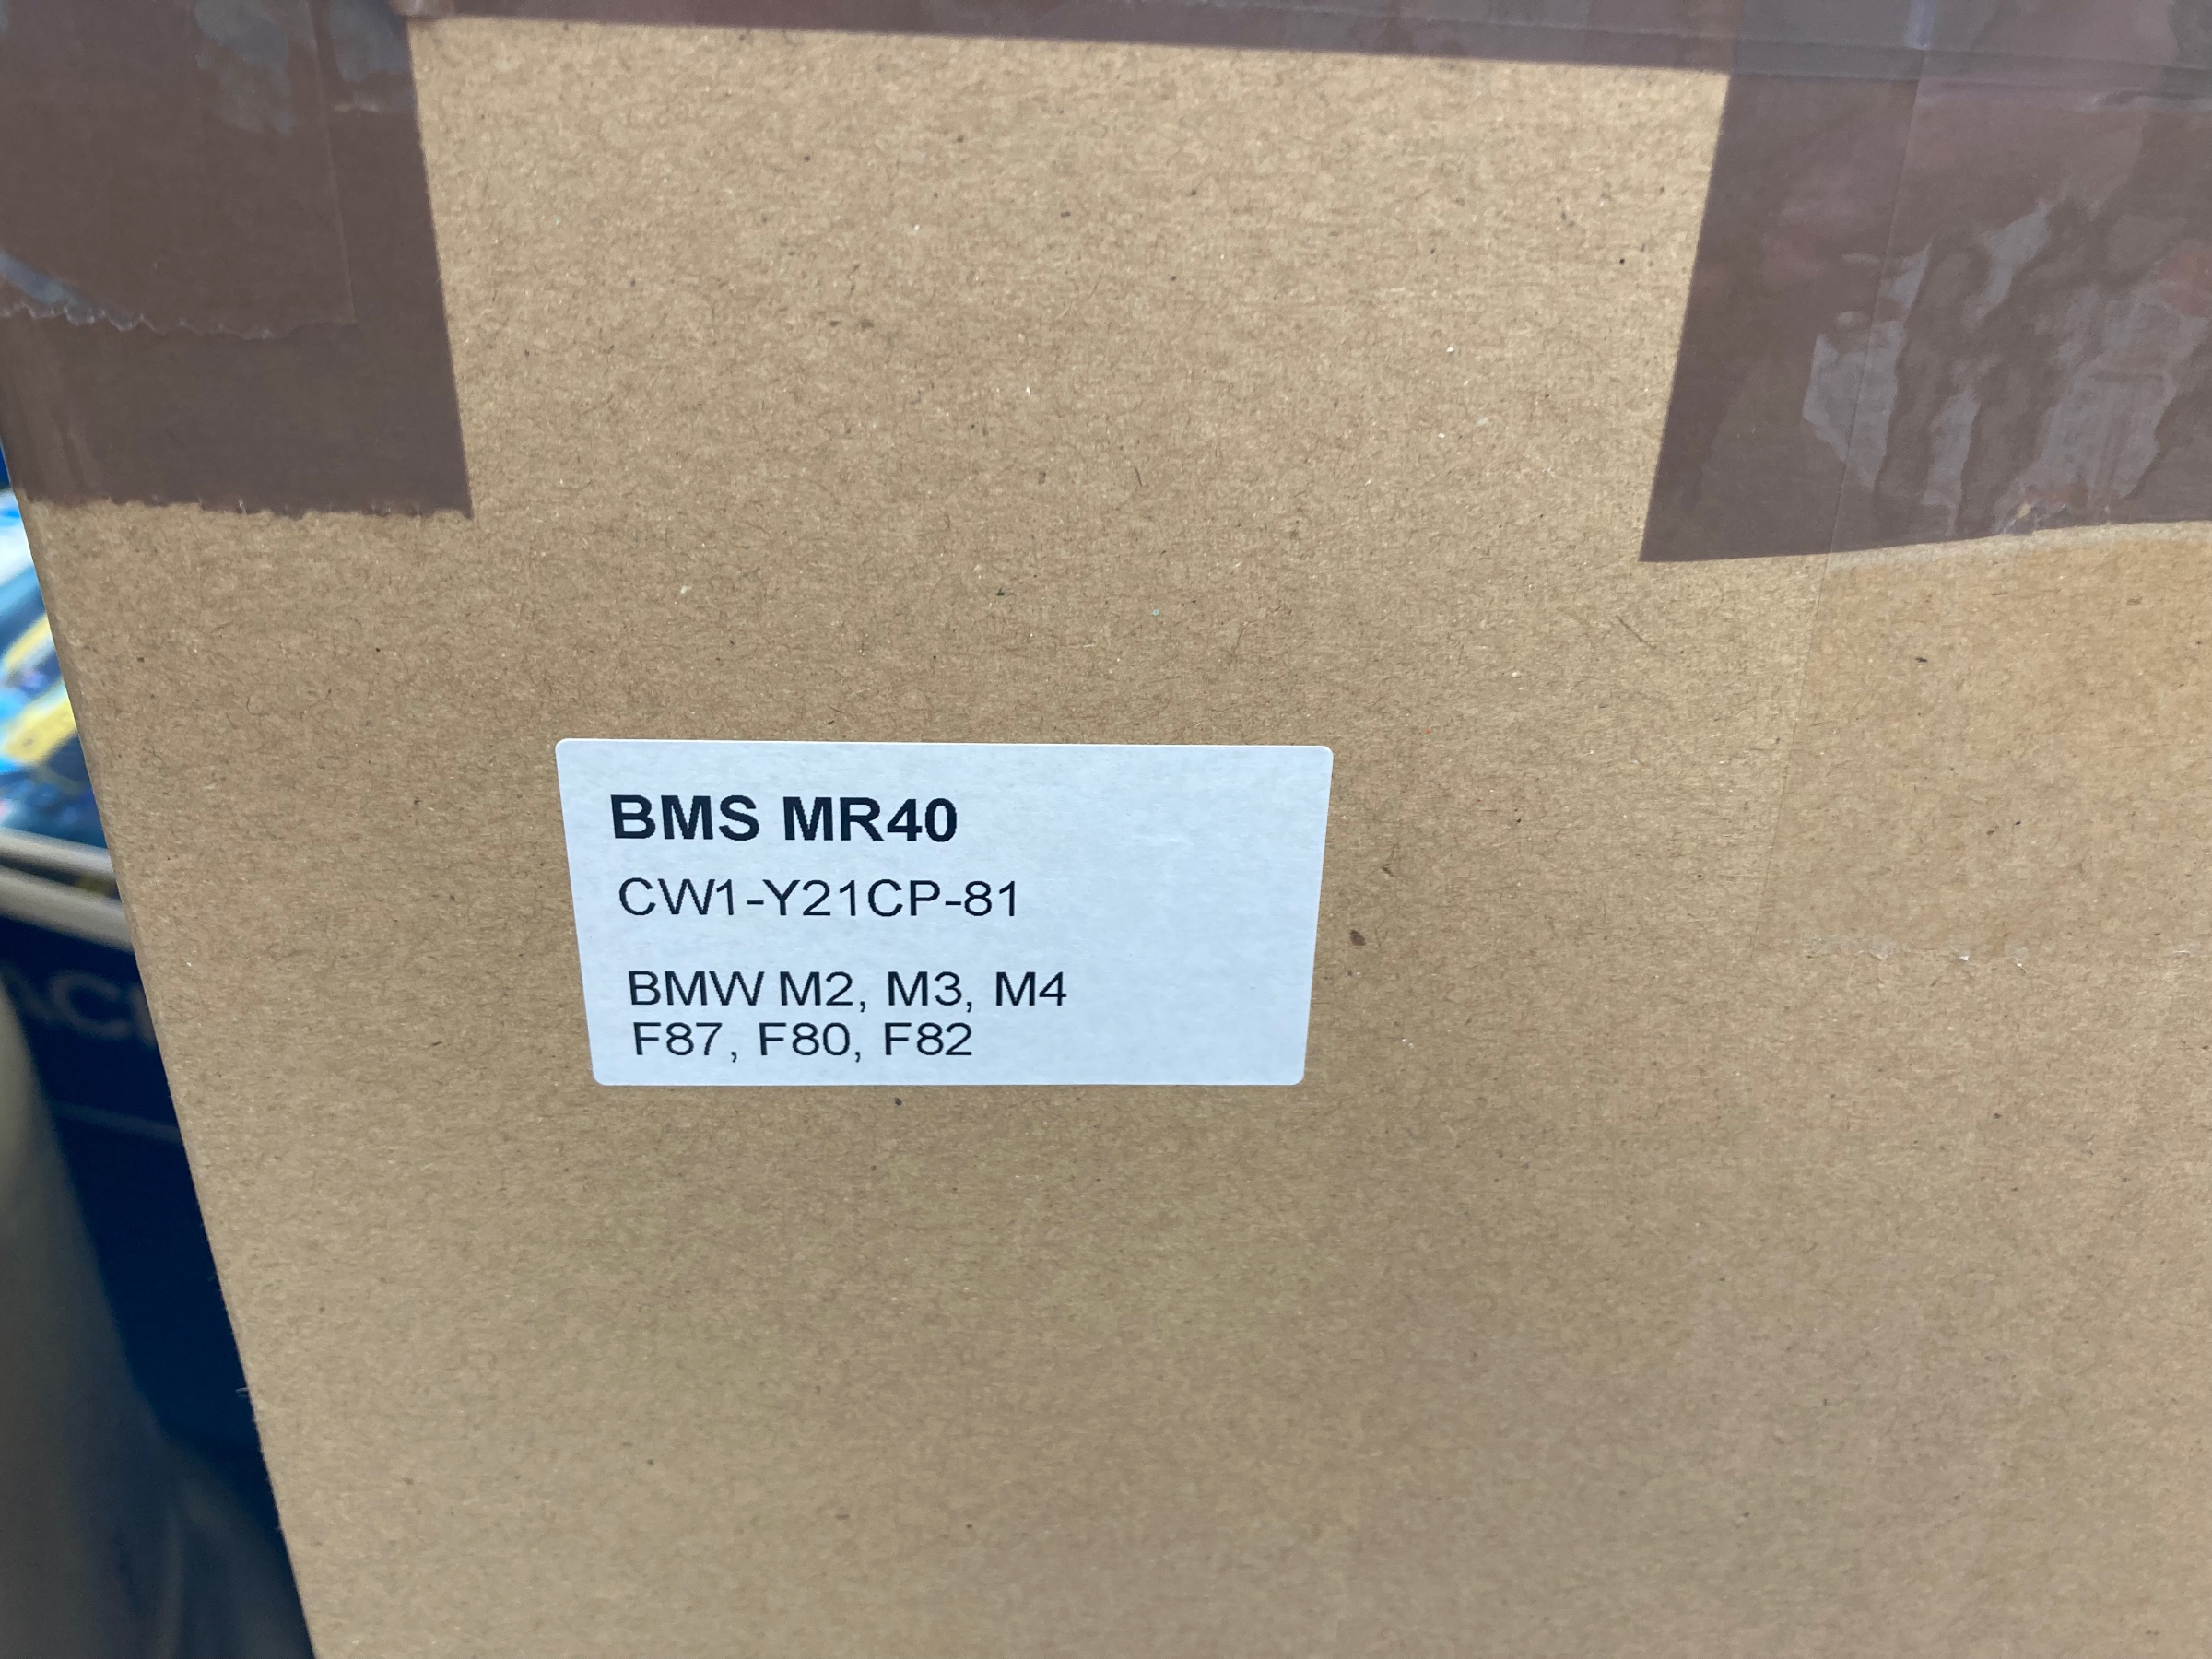 BMS MR40
CW1-Y21CP-81
BMW M2, M3, M4
F87, F80, F82